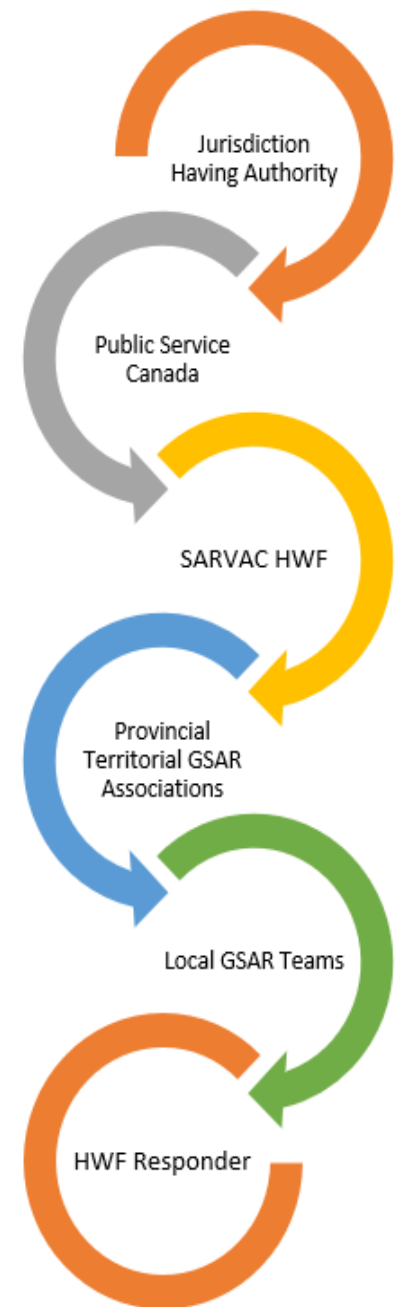 Jurisdiction
Having Authority
Public Service
Canada
SARVAC HWF
Provincial
Territorial GSAR
Associations
Local GSAR Teams
HWF Responder